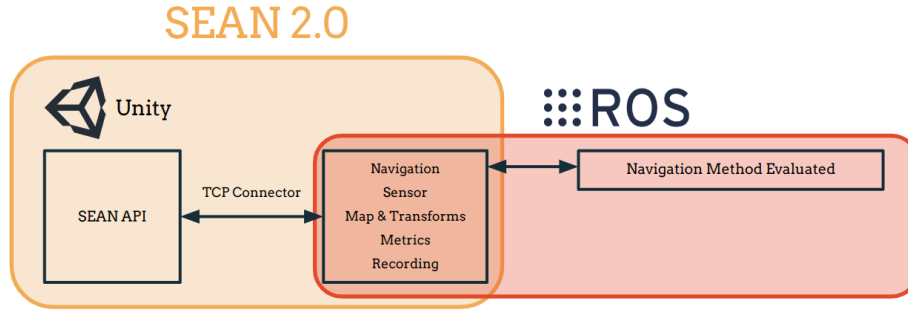 SEAN 2.0
Unity
ROS
SEAN API
TCP Connector
Navigation
Sensor
Map & Transforms
Metrics
Recording
Navigation Method Evaluated